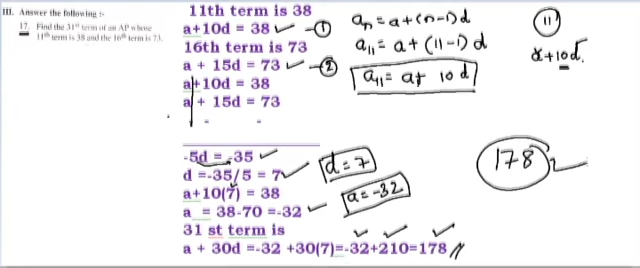 III. Answer the following :-
17. Find the 31st term of an AP whose
11th term is 38 and the 16th term is 73.
11th term is 38
a+10d = 38 ①
16th term is 73
a + 15d = 73 ②
a+10d = 38
a + 15d = 73
- -
-5d = -35
d =-35/5 = 7
a+10(7) = 38
a = 38-70 =-32
31 st term is
a + 30d =-32 +30(7)=-32+210=178
aₙ = a+(n-1)d
a₁₁ = a + (11-1) d
a₁₁ = a+ 10 d
d = 7
a = -32
11
a+10d.
178